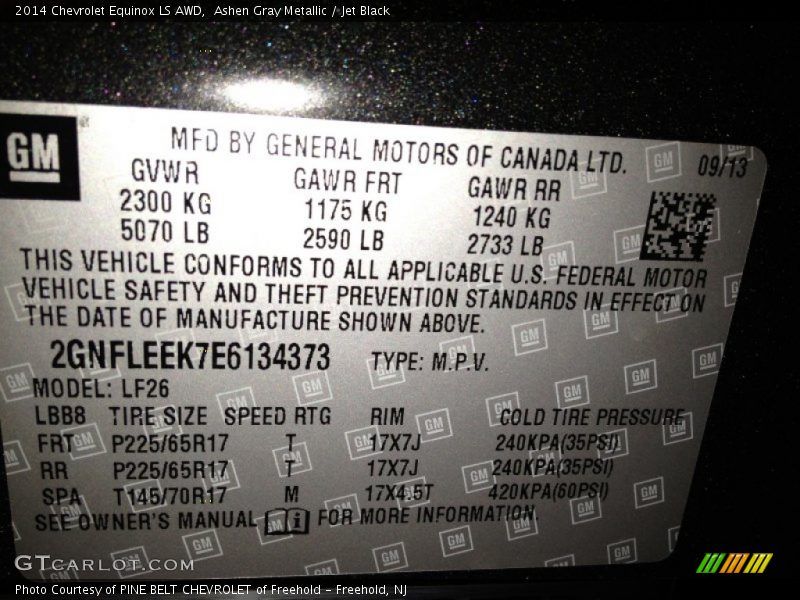 2014 Chevrolet Equinox LS AWD, Ashen Gray Metallic / Jet Black
GM
MFD BY GENERAL MOTORS OF CANADA LTD.
09/13
GVWR GAWR FRT GAWR RR
2300 KG 1175 KG 1240 KG
5070 LB 2590 LB 2733 LB
THIS VEHICLE CONFORMS TO ALL APPLICABLE U.S. FEDERAL MOTOR
VEHICLE SAFETY AND THEFT PREVENTION STANDARDS IN EFFECT ON
THE DATE OF MANUFACTURE SHOWN ABOVE.
2GNFLEEK7E6134373 TYPE: M.P.V.
MODEL: LF26
LBB8 TIRE SIZE SPEED RTG RIM COLD TIRE PRESSURE
FRT P225/65R17 T 17X7J 240KPA(35PSI)
RR P225/65R17 T 17X7J 240KPA(35PSI)
SPA T145/70R17 M 17X4.5T 420KPA(60PSI)
SEE OWNER'S MANUAL i FOR MORE INFORMATION.
GTCARLOT.COM
Photo Courtesy of PINE BELT CHEVROLET of Freehold - Freehold, NJ